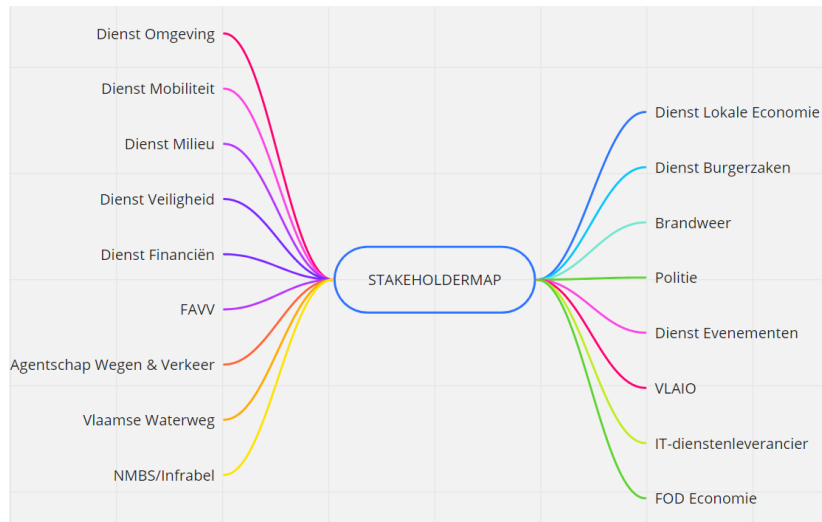 Dienst Omgeving
Dienst Mobiliteit
Dienst Milieu
Dienst Veiligheid
Dienst Financiën
FAVV
Agentschap Wegen & Verkeer
Vlaamse Waterweg
NMBS/Infrabel
STAKEHOLDERMAP
Dienst Lokale Economie
Dienst Burgerzaken
Brandweer
Politie
Dienst Evenementen
VLAIO
IT-dienstenleverancier
FOD Economie